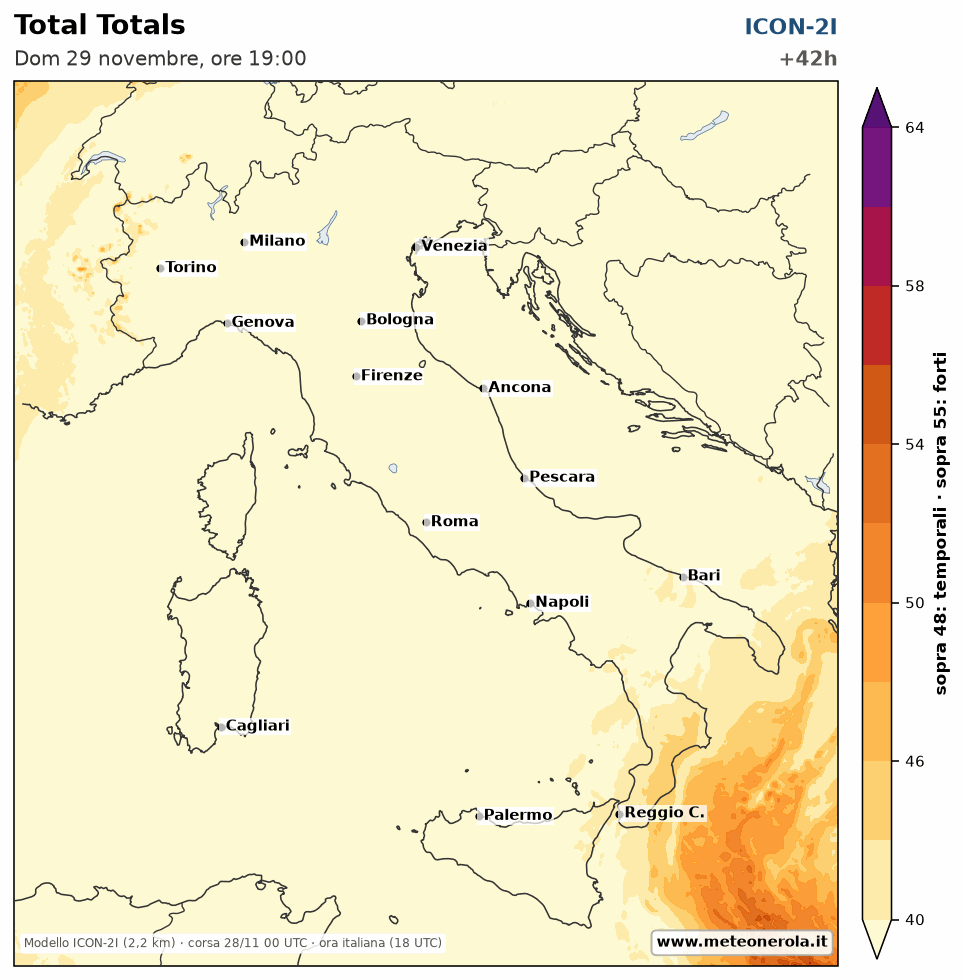 Total Totals
ICON-2I
Dom 29 novembre, ore 19:00
+42h
Milano
Venezia
Torino
Genova
Bologna
Firenze
Ancona
Pescara
Roma
Bari
Napoli
Cagliari
Palermo
Reggio C.
64
58
54
50
46
40
sopra 48: temporali · sopra 55: forti
Modello ICON-2I (2,2 km) · corsa 28/11 00 UTC · ora italiana (18 UTC)
www.meteonerola.it